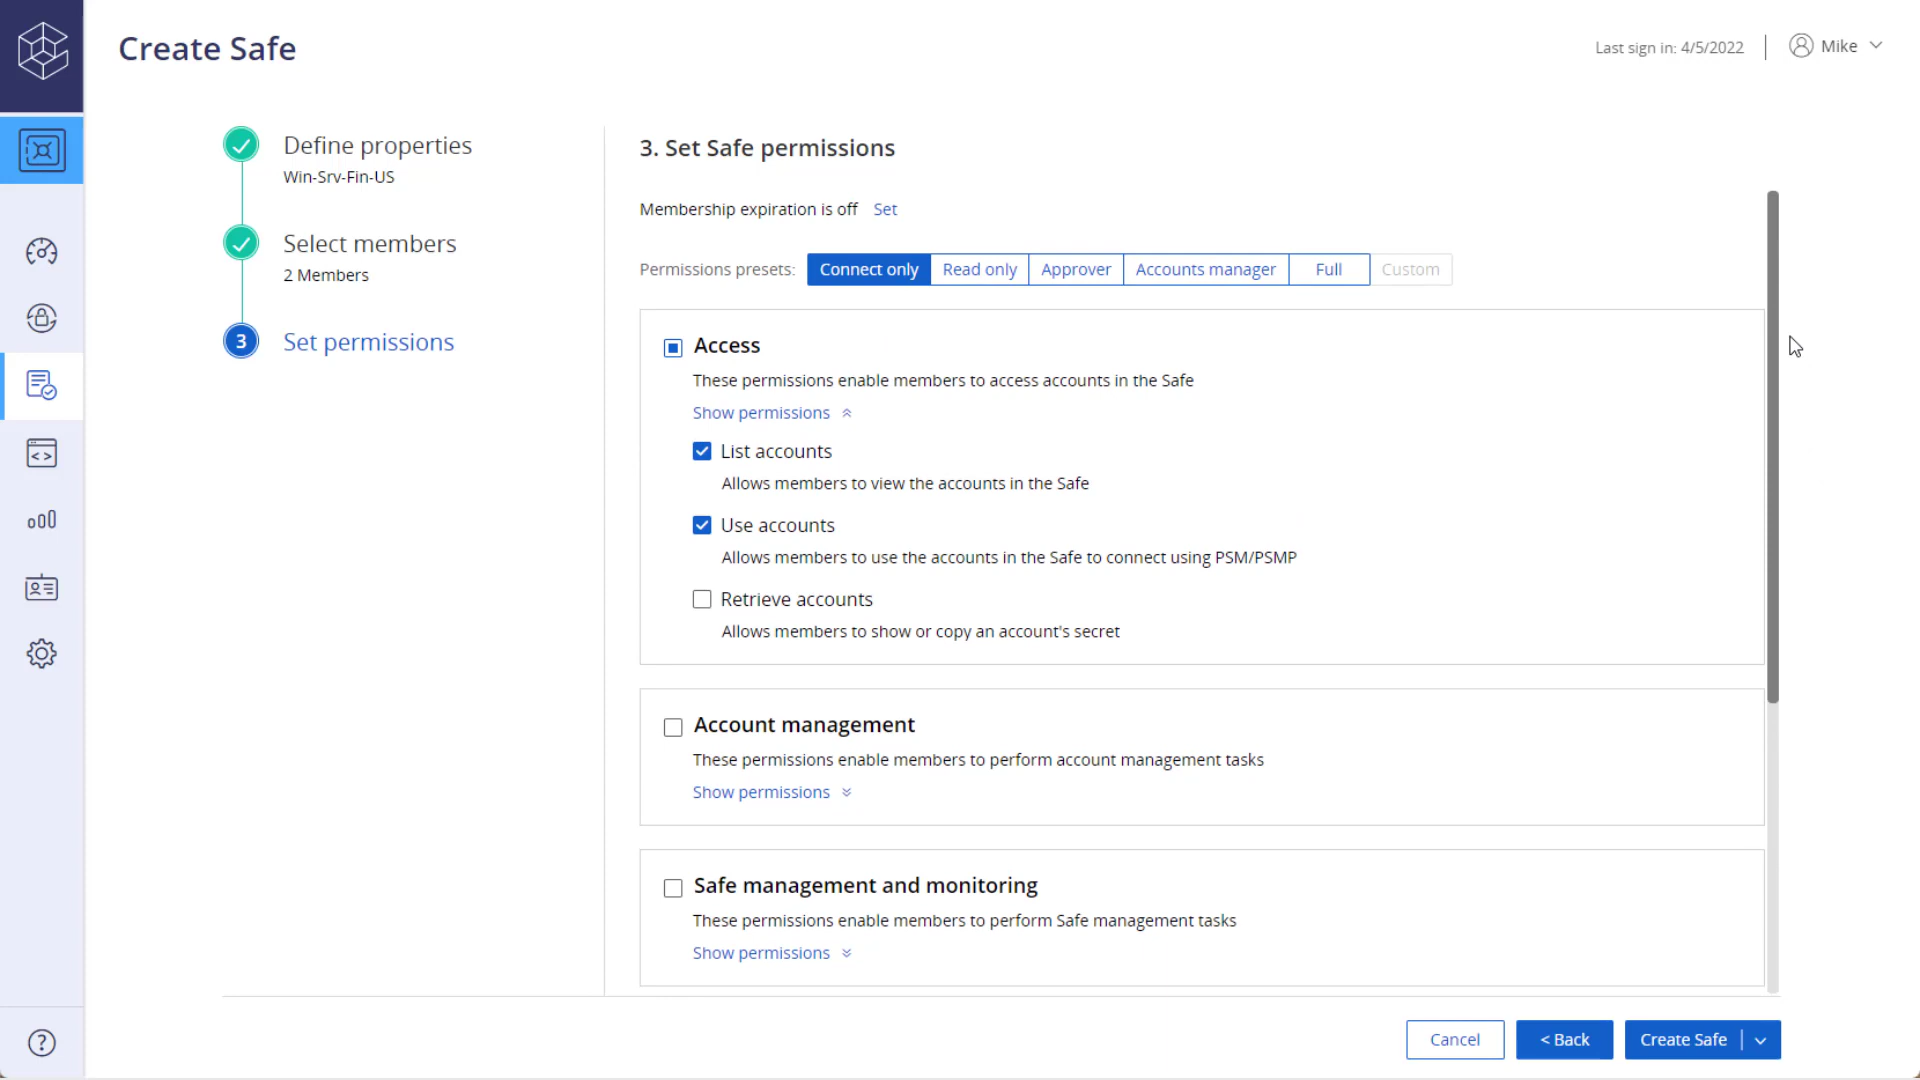 Create Safe
Last sign in: 4/5/2022
Mike
Define properties
Win-Srv-Fin-US
Select members
2 Members
3
Set permissions
3. Set Safe permissions
Membership expiration is off Set
Permissions presets: Connect only Read only Approver Accounts manager Full Custom
Access
These permissions enable members to access accounts in the Safe
Show permissions
List accounts
Allows members to view the accounts in the Safe
Use accounts
Allows members to use the accounts in the Safe to connect using PSM/PSMP
Retrieve accounts
Allows members to show or copy an account's secret
Account management
These permissions enable members to perform account management tasks
Show permissions
Safe management and monitoring
These permissions enable members to perform Safe management tasks
Show permissions
?
Cancel
< Back
Create Safe